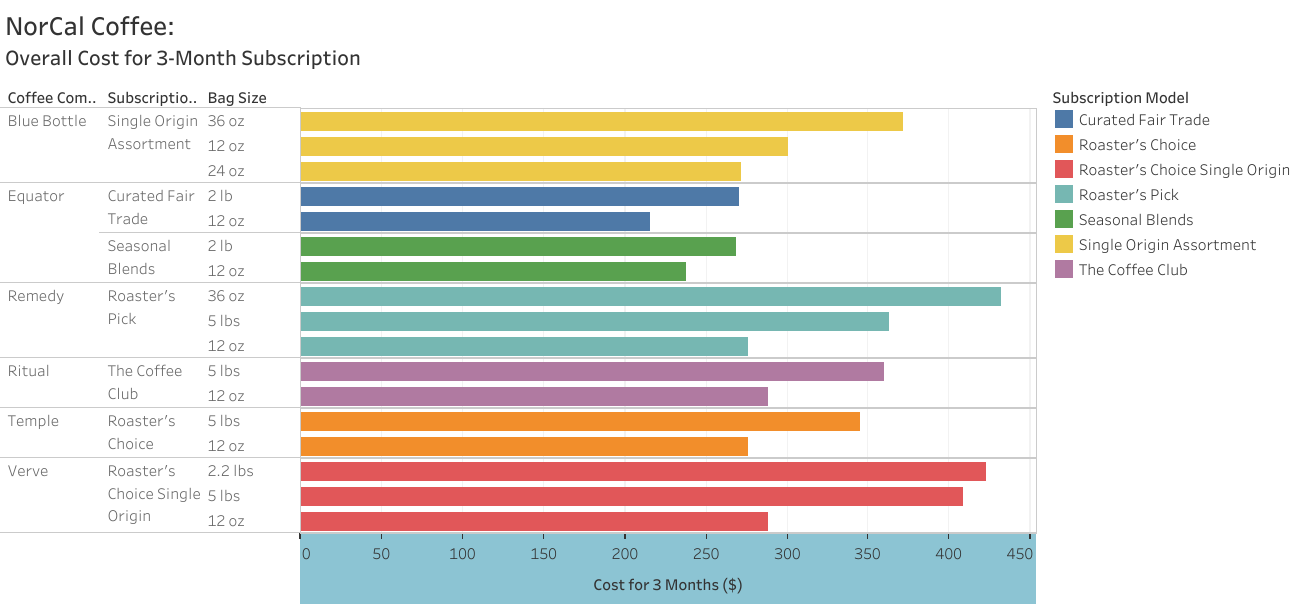 NorCal Coffee:
Overall Cost for 3-Month Subscription
Coffee Com.. Subscriptio.. Bag Size
Subscription Model
Blue Bottle Single Origin 36 oz
Assortment 12 oz
24 oz
Equator Curated Fair 2 lb
Trade 12 oz
Seasonal 2 lb
Blends 12 oz
Remedy Roaster's 36 oz
Pick 5 lbs
12 oz
Ritual The Coffee 5 lbs
Club 12 oz
Temple Roaster's 5 lbs
Choice 12 oz
Verve Roaster's 2.2 lbs
Choice Single 5 lbs
Origin 12 oz
0 50 100 150 200 250 300 350 400 450
Cost for 3 Months ($)
Curated Fair Trade
Roaster's Choice
Roaster's Choice Single Origin
Roaster's Pick
Seasonal Blends
Single Origin Assortment
The Coffee Club